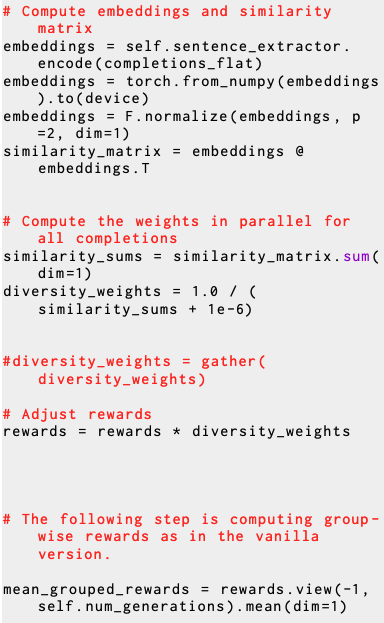 # Compute embeddings and similarity
matrix
embeddings = self.sentence_extractor.
encode(completions_flat)
embeddings = torch.from_numpy(embeddings
).to(device)
embeddings = F.normalize(embeddings, p
=2, dim=1)
similarity_matrix = embeddings @
embeddings.T
# Compute the weights in parallel for
all completions
similarity_sums = similarity_matrix.sum(
dim=1)
diversity_weights = 1.0 / (
similarity_sums + 1e-6)
#diversity_weights = gather(
diversity_weights)
# Adjust rewards
rewards = rewards * diversity_weights
# The following step is computing group-
wise rewards as in the vanilla
version.
mean_grouped_rewards = rewards.view(-1,
self.num_generations).mean(dim=1)